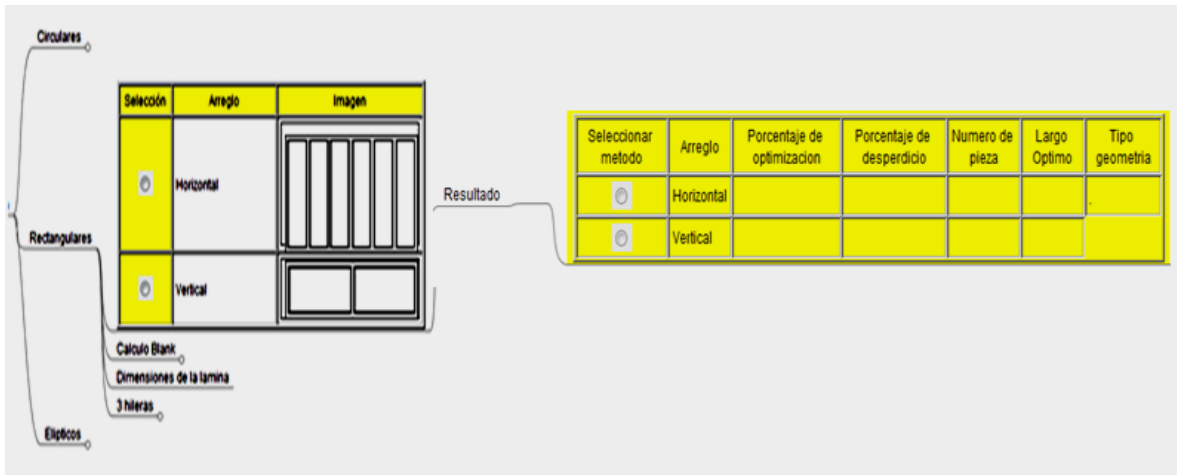 Circulares
Selección Arreglo Imagen
Horizontal
Vertical
Rectangulares
Calculo Blank
Dimensiones de la lamina
3 hileras
Elipticos
Resultado
Seleccionar metodo Arreglo Porcentaje de optimizacion Porcentaje de desperdicio Numero de pieza Largo Optimo Tipo geometria
Horizontal .
Vertical